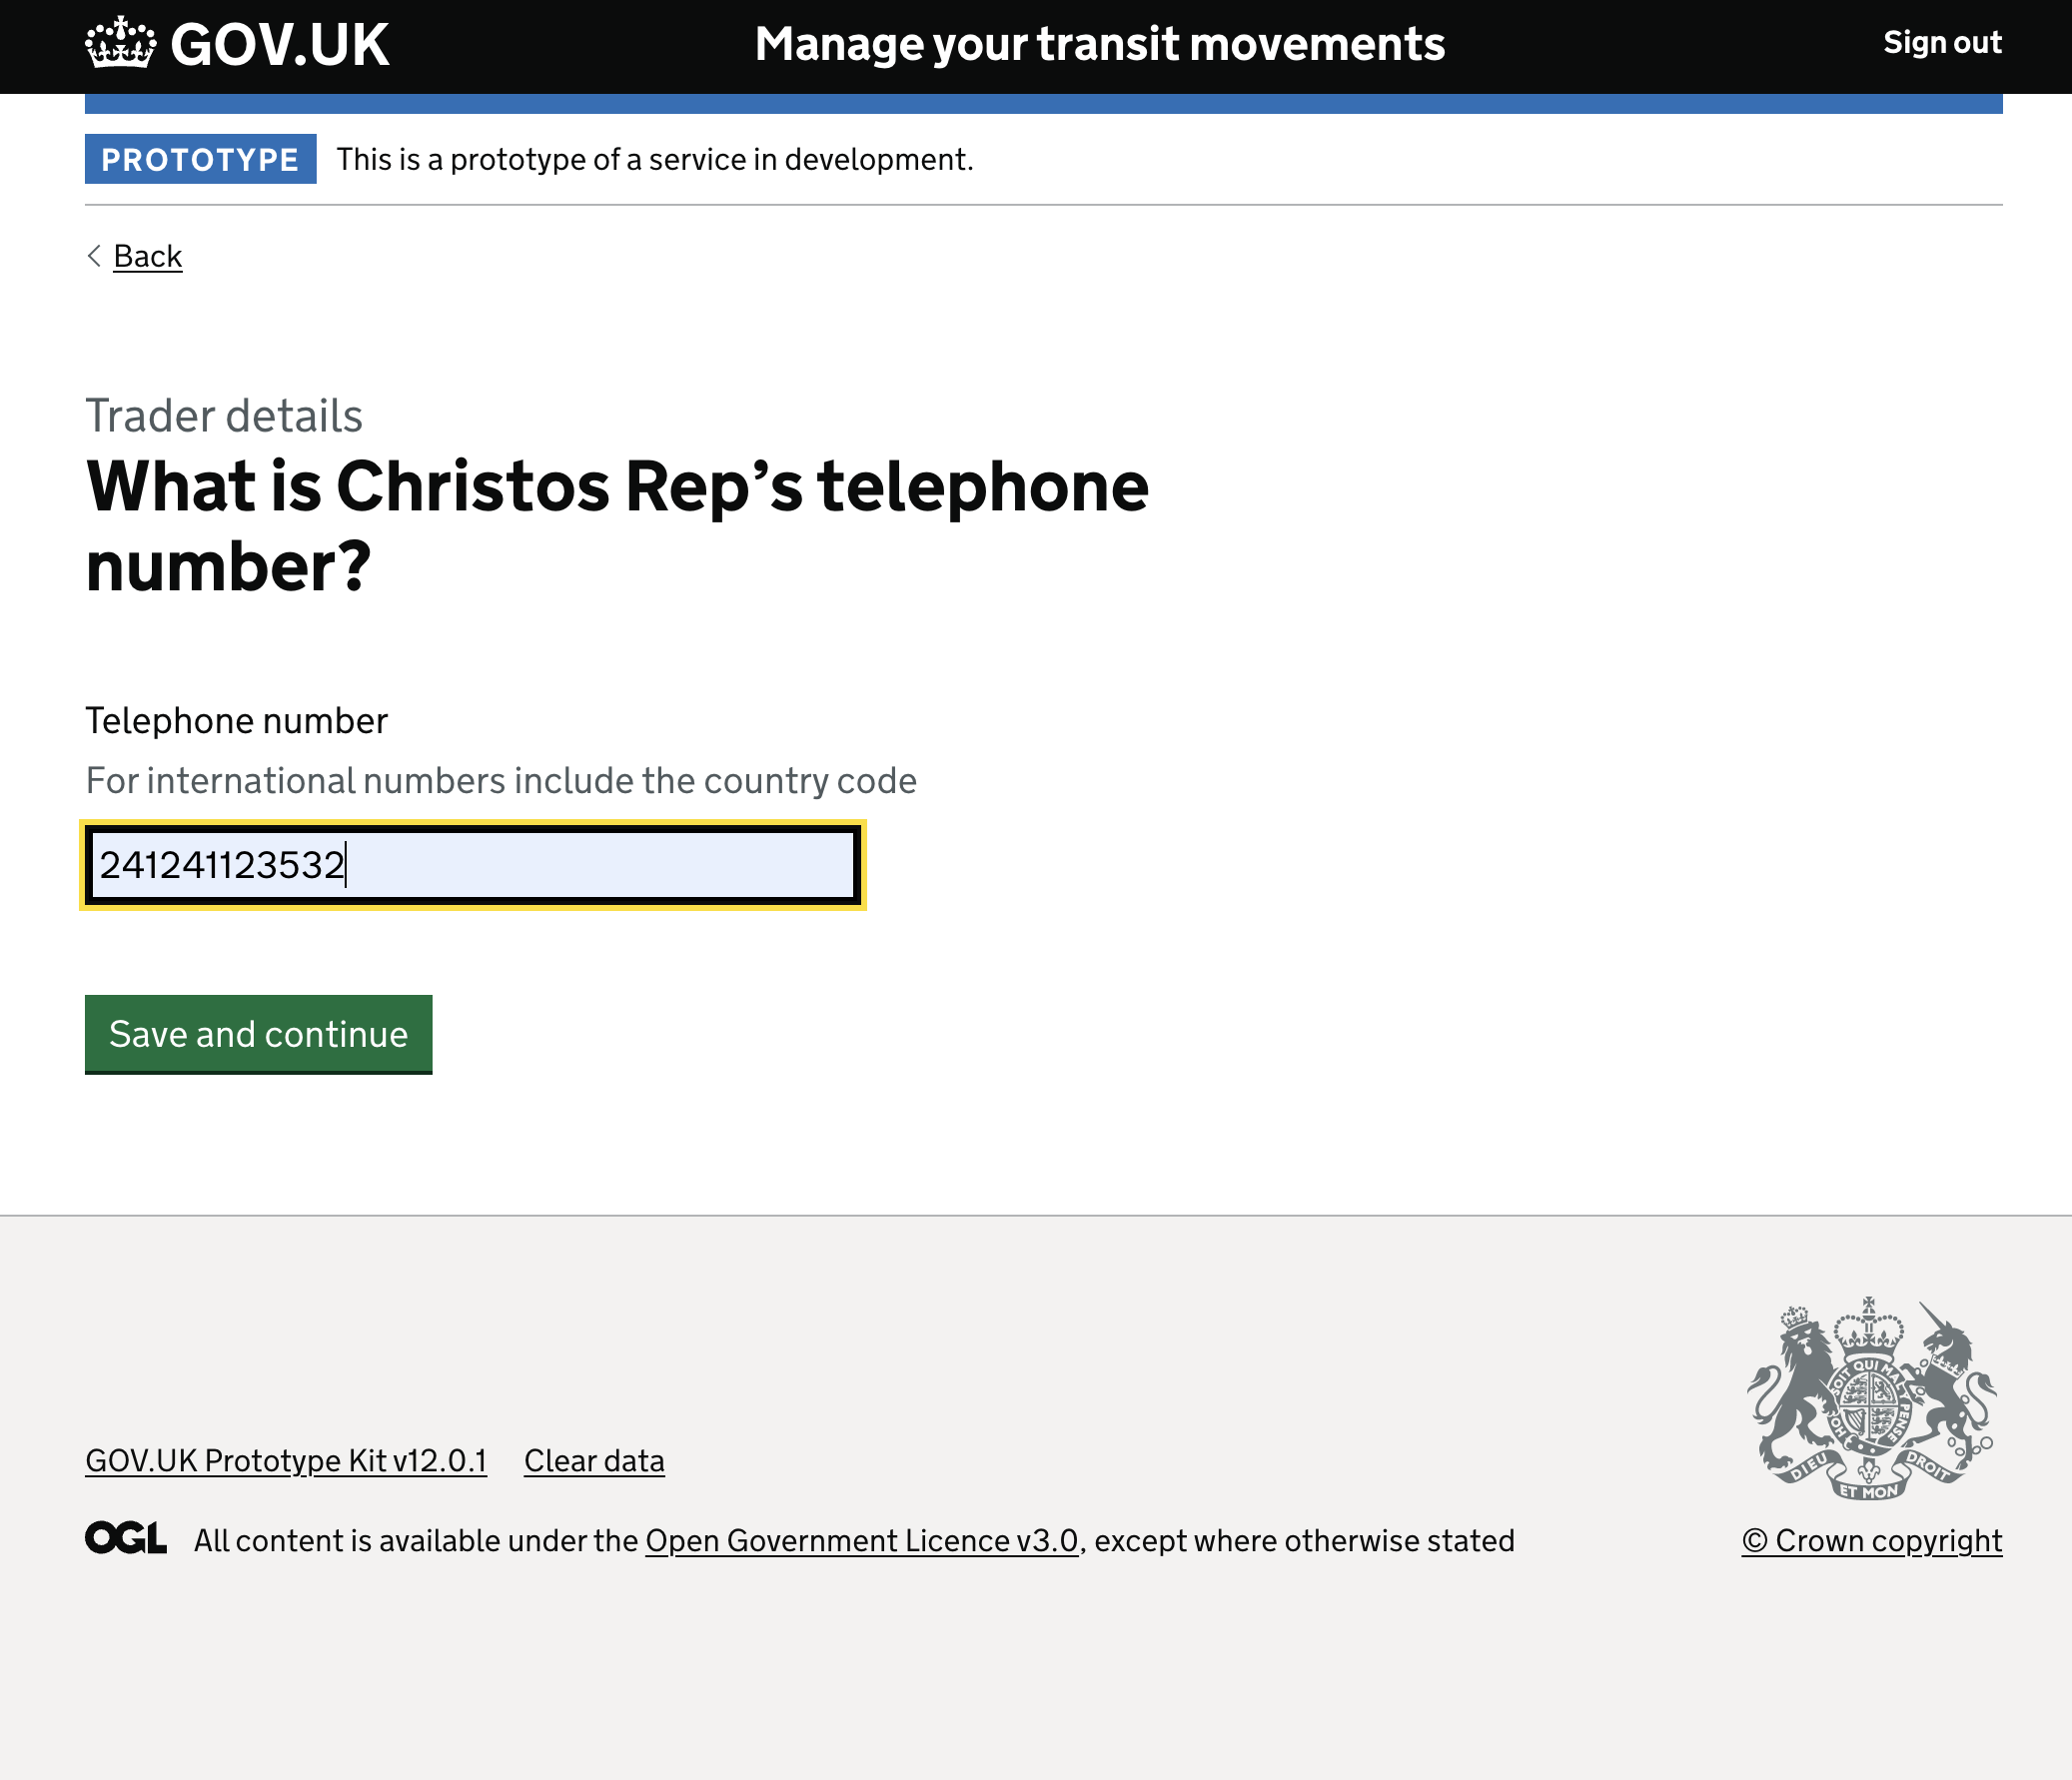 GOV.UK
Manage your transit movements
Sign out
PROTOTYPE
This is a prototype of a service in development.
Back
Trader details
What is Christos Rep’s telephone
number?
Telephone number
For international numbers include the country code
241241123532
Save and continue
GOV.UK Prototype Kit v12.0.1
Clear data
OGL
All content is available under the Open Government Licence v3.0, except where otherwise stated
SOIT QUI MAL Y PENSE
HON
DIEU ET MON DROIT
© Crown copyright